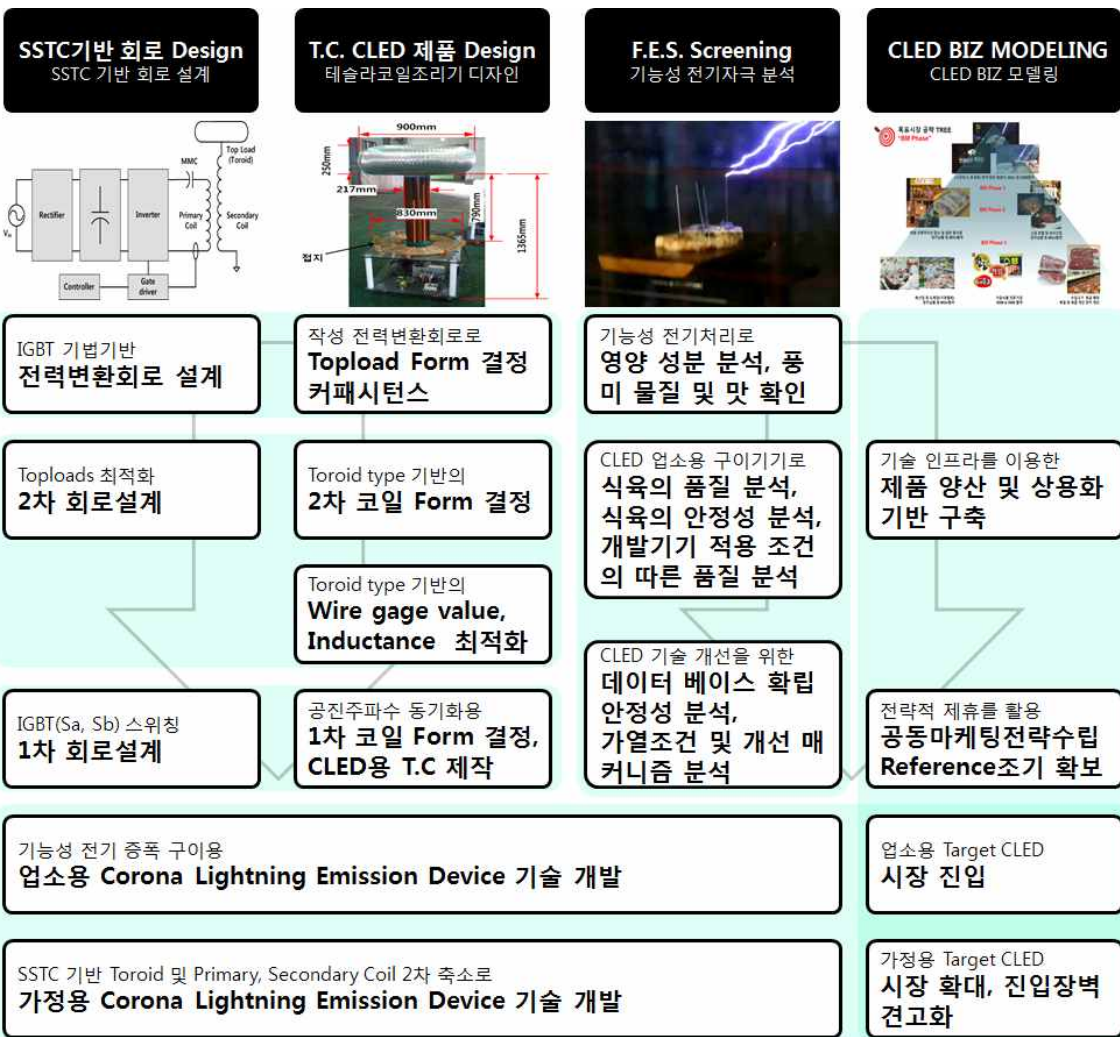 SSTC기반 회로 Design
SSTC 기반 회로 설계
T.C. CLED 제품 Design
테슬라코일조리기 디자인
F.E.S. Screening
기능성 전기자극 분석
CLED BIZ MODELING
CLED BIZ 모델링
Top Load
(Toroid)
MMC
Rectifier
Inverter
Primary
Coil
Secondary
Coil
Vin
Controller
Gate
driver
900mm
250mm
217mm
830mm
790mm
1365mm
접지
목표시장 공략 TREE
"BM Phase"
BM Phase 1
BM Phase 2
BM Phase 3
IGBT 기법기반
전력변환회로 설계
작성 전력변환회로로
Topload Form 결정
커패시턴스
기능성 전기처리로
영양 성분 분석, 풍
미 물질 및 맛 확인
Toploads 최적화
2차 회로설계
Toroid type 기반의
2차 코일 Form 결정
CLED 업소용 구이기기로
식육의 품질 분석,
식육의 안정성 분석,
개발기기 적용 조건
의 따른 품질 분석
기술 인프라를 이용한
제품 양산 및 상용화
기반 구축
Toroid type 기반의
Wire gage value,
Inductance 최적화
IGBT(Sa, Sb) 스위칭
1차 회로설계
공진주파수 동기화용
1차 코일 Form 결정,
CLED용 T.C 제작
CLED 기술 개선을 위한
데이터 베이스 확립
안정성 분석,
가열조건 및 개선 매
커니즘 분석
전략적 제휴를 활용
공동마케팅전략수립
Reference조기 확보
기능성 전기 증폭 구이용
업소용 Corona Lightning Emission Device 기술 개발
업소용 Target CLED
시장 진입
SSTC 기반 Toroid 및 Primary, Secondary Coil 2차 축소로
가정용 Corona Lightning Emission Device 기술 개발
가정용 Target CLED
시장 확대, 진입장벽
견고화